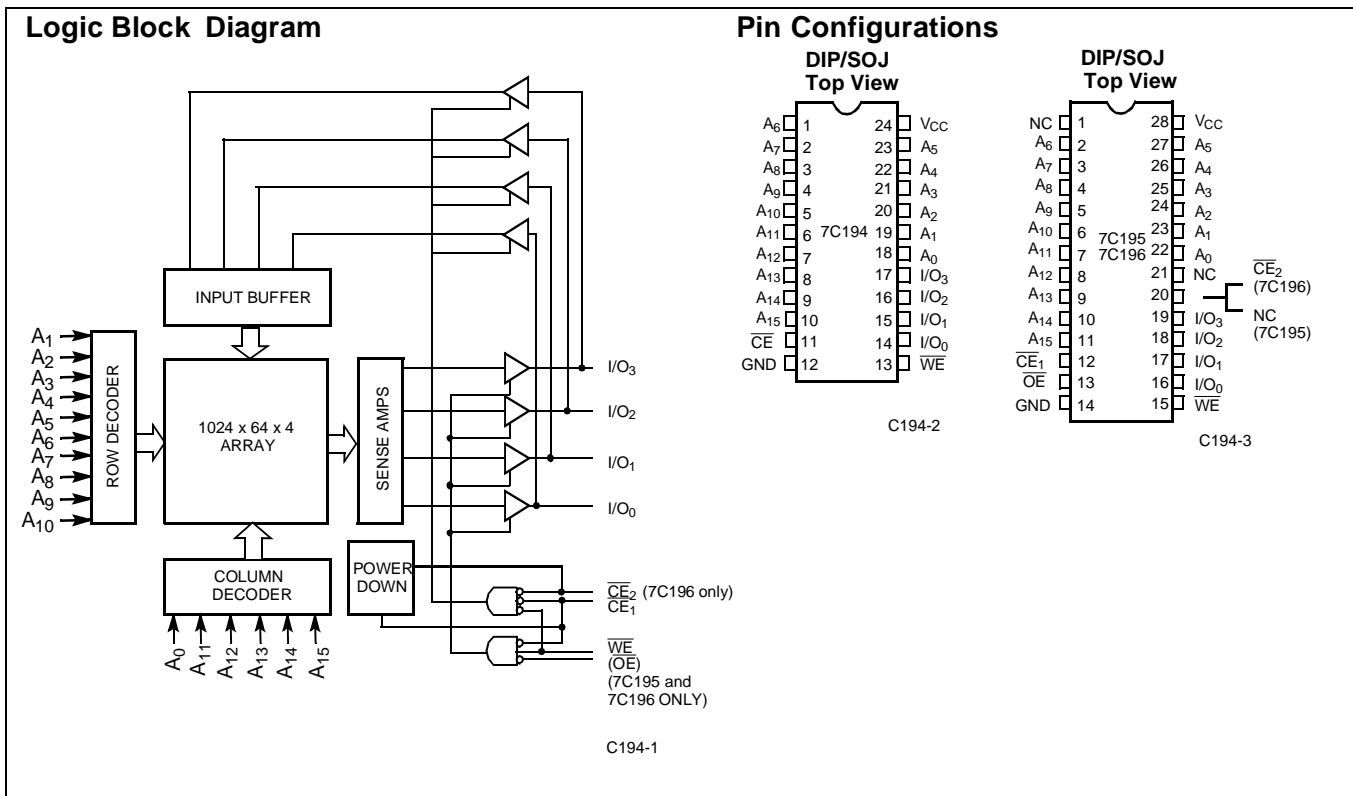 Logic Block Diagram
INPUT BUFFER
A1
A2
A3
A4
A5
A6
A7
A8
A9
A10
ROW DECODER
1024 x 64 x 4
ARRAY
SENSE AMPS
I/O3
I/O2
I/O1
I/O0
COLUMN
DECODER
POWER
DOWN
A0
A11
A12
A13
A14
A15
CE2 (7C196 only)
CE1
WE
(OE)
(7C195 and
7C196 ONLY)
C194-1
Pin Configurations
DIP/SOJ
Top View
A6 1 24 VCC
A7 2 23 A5
A8 3 22 A4
A9 4 21 A3
A10 5 20 A2
A11 6 7C194 19 A1
A12 7 18 A0
A13 8 17 I/O3
A14 9 16 I/O2
A15 10 15 I/O1
CE 11 14 I/O0
GND 12 13 WE
C194-2
DIP/SOJ
Top View
NC 1 28 VCC
A6 2 27 A5
A7 3 26 A4
A8 4 25 A3
A9 5 24 A2
A10 6 7C195 23 A1
A11 7 7C196 22 A0
A12 8 21 NC
A13 9 20
A14 10 19 I/O3
A15 11 18 I/O2
CE1 12 17 I/O1
OE 13 16 I/O0
GND 14 15 WE
CE2
(7C196)
NC
(7C195)
C194-3